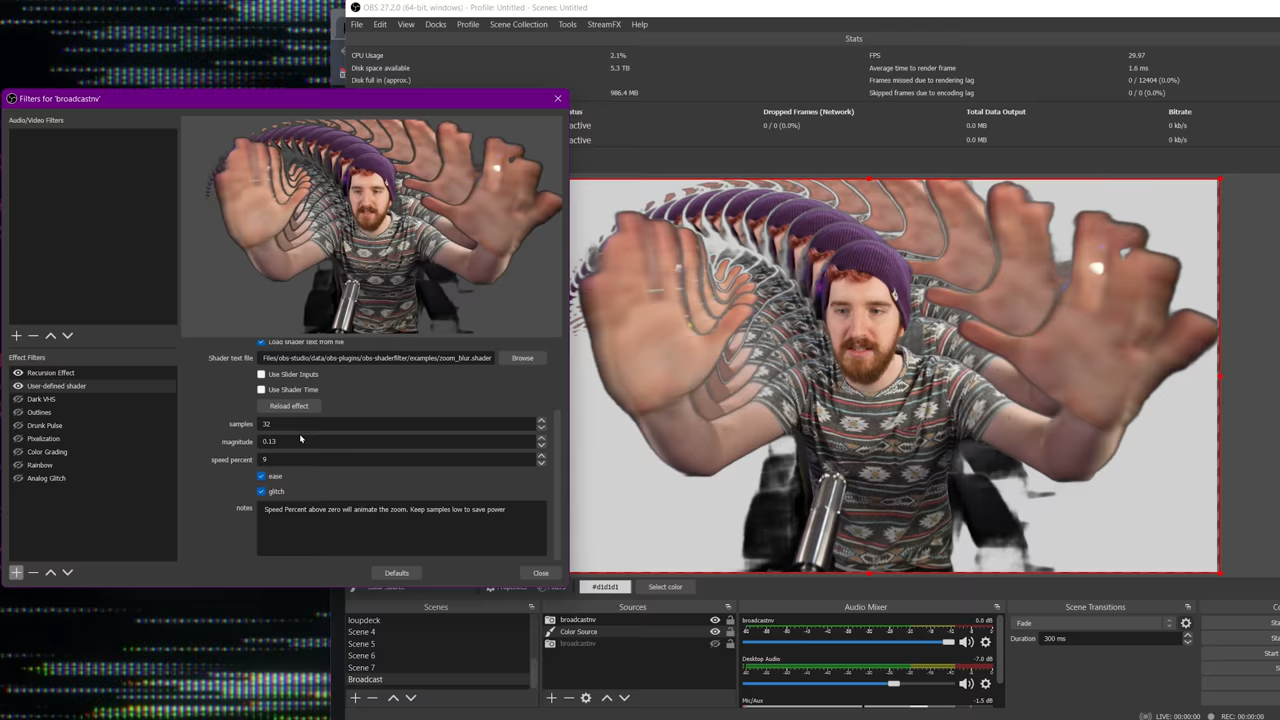 OBS 27.2.0 (64-bit, windows) - Profile: Untitled - Scenes: Untitled
File Edit View Docks Profile Scene Collection Tools StreamFX Help
Stats
CPU Usage 2.1% FPS 29.97
Disk space available 5.3 TB Average time to render frame 1.6 ms
Disk full in (approx.) Frames missed due to rendering lag 0 / 12404 (0.0%)
986.4 MB Skipped frames due to encoding lag 0 / 0 (0.0%)
Status Dropped Frames (Network) Total Data Output Bitrate
active 0 / 0 (0.0%) 0.0 MB 0 kb/s
active 0.0 MB 0 kb/s
Filters for 'broadcastnv'
Audio/Video Filters
Effect Filters
Recursion Effect
User-defined shader
Dark VHS
Outlines
Drunk Pulse
Pixelization
Color Grading
Rainbow
Analog Glitch
Load shader text from file
Shader text file Files/obs-studio/data/obs-plugins/obs-shaderfilter/examples/zoom_blur.shader Browse
Use Slider Inputs
Use Shader Time
Reload effect
samples 32
magnitude 0.13
speed percent 9
ease
glitch
notes Speed Percent above zero will animate the zoom. Keep samples low to save power
Defaults Close
#d1d1d1 Select color
Scenes Sources Audio Mixer Scene Transitions
loupdeck
Scene 4
Scene 5
Scene 6
Scene 7
Broadcast
broadcastnv
Color Source
broadcastnv
broadcastnv 0.0 dB
Desktop Audio -7.8 dB
Mic/Aux -1.5 dB
Fade
Duration 300 ms
Sta
Start
LIVE: 00:00:00 REC: 00:00:00